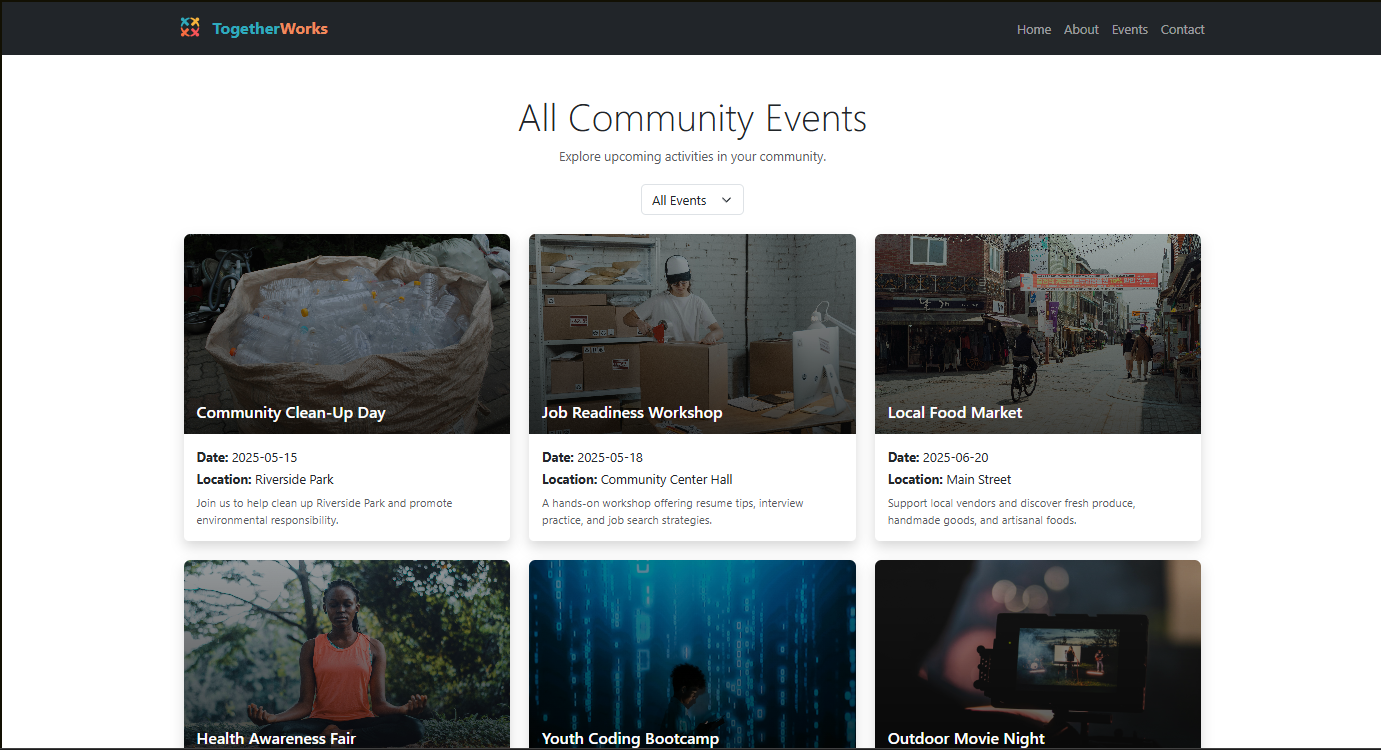 TogetherWorks
Home About Events Contact
All Community Events
Explore upcoming activities in your community.
All Events
Community Clean-Up Day
Job Readiness Workshop
Local Food Market
Date: 2025-05-15
Location: Riverside Park
Join us to help clean up Riverside Park and promote
environmental responsibility.
Date: 2025-05-18
Location: Community Center Hall
A hands-on workshop offering resume tips, interview
practice, and job search strategies.
Date: 2025-06-20
Location: Main Street
Support local vendors and discover fresh produce,
handmade goods, and artisanal foods.
Health Awareness Fair
Youth Coding Bootcamp
Outdoor Movie Night